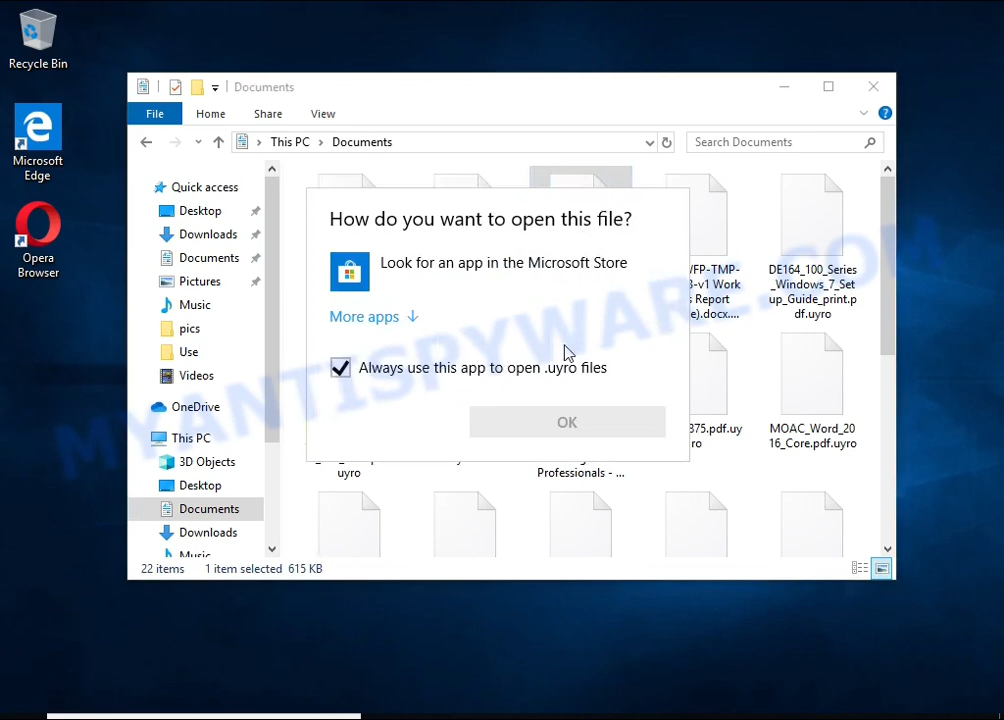 Recycle Bin
Microsoft
Edge
Opera
Browser
Documents
File
Home
Share
View
This PC
Documents
Search Documents
Quick access
Desktop
Downloads
Documents
Pictures
Music
pics
Use
Videos
OneDrive
This PC
3D Objects
Desktop
Documents
Downloads
Music
How do you want to open this file?
Look for an app in the Microsoft Store
More apps
Always use this app to open .uyro files
OK
/FP-TMP-
-v1 Work
s Report
e).docx....
DE164_100_Series
_Windows_7_Set
up_Guide_print.p
df.uyro
375.pdf.uy
ro
MOAC_Word_20
16_Core.pdf.uyro
uyro
Professionals - ...
22 items
1 item selected 615 KB
MYANTISPYWARE.COM